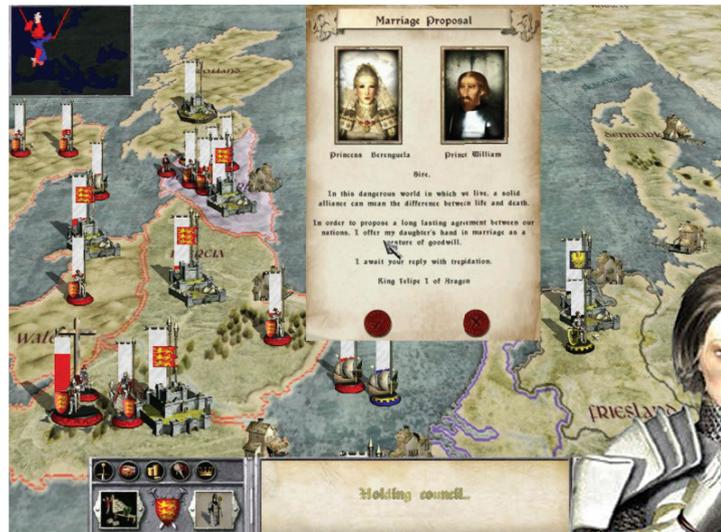 Marriage Proposal
Princess Berenguela
Prince William
Sire,
In this dangerous world in which we live, a solid
alliance can mean the difference between life and death.
In order to propose a long lasting agreement between our
nations, I offer my daughter's hand in marriage as a
gesture of goodwill.
I await your reply with trepidation.
King Felipe I of Aragon
Denmark
Friesland
Holding council...